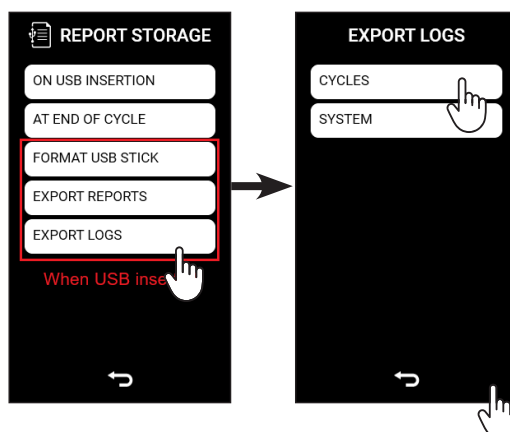 REPORT STORAGE
ON USB INSERTION
AT END OF CYCLE
FORMAT USB STICK
EXPORT REPORTS
EXPORT LOGS
When USB
EXPORT LOGS
CYCLES
SYSTEM